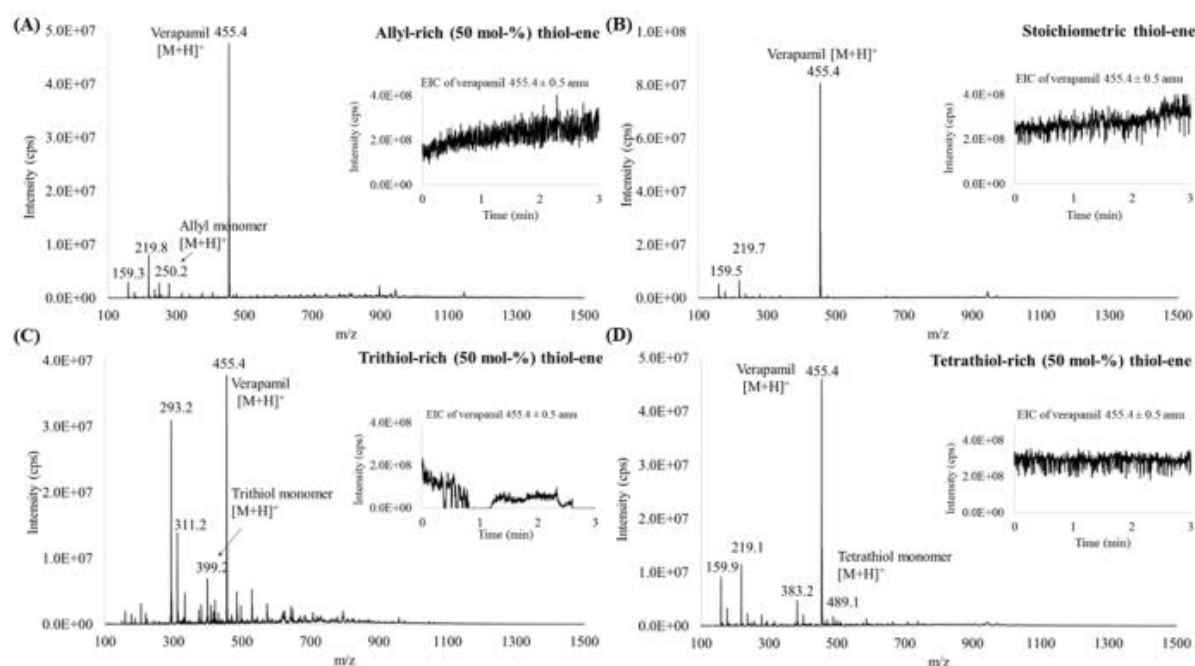 (A)
Allyl-rich (50 mol-%) thiol-ene
Verapamil
[M+H]⁺
455.4
Allyl monomer
[M+H]⁺
219.8
159.3
250.2
Intensity (cps)
5.0E+07
4.0E+07
3.0E+07
2.0E+07
1.0E+07
0.0E+00
100 300 500 700 900 1100 1300 1500
m/z
EIC of verapamil 455.4 ± 0.5 amu
Intensity (cps)
4.0E+08
2.0E+08
0.0E+00
0 1 2 3
Time (min)
(B)
Stoichiometric thiol-ene
Verapamil [M+H]⁺
455.4
219.7
159.5
Intensity (cps)
1.0E+08
8.0E+07
6.0E+07
4.0E+07
2.0E+07
0.0E+00
100 300 500 700 900 1100 1300 1500
m/z
EIC of verapamil 455.4 ± 0.5 amu
Intensity (cps)
4.0E+08
2.0E+08
0.0E+00
0 1 2 3
Time (min)
(C)
Trithiol-rich (50 mol-%) thiol-ene
455.4
Verapamil
[M+H]⁺
293.2
Trithiol monomer
[M+H]⁺
311.2
399.2
Intensity (cps)
4.0E+07
3.0E+07
2.0E+07
1.0E+07
0.0E+00
100 300 500 700 900 1100 1300 1500
m/z
EIC of verapamil 455.4 ± 0.5 amu
Intensity (cps)
4.0E+08
2.0E+08
0.0E+00
0 1 2 3
Time (min)
(D)
Tetrathiol-rich (50 mol-%) thiol-ene
Verapamil
[M+H]⁺
455.4
219.1
159.9
Tetrathiol monomer
[M+H]⁺
383.2
489.1
Intensity (cps)
5.0E+07
4.0E+07
3.0E+07
2.0E+07
1.0E+07
0.0E+00
100 300 500 700 900 1100 1300 1500
m/z
EIC of verapamil 455.4 ± 0.5 amu
Intensity (cps)
4.0E+08
2.0E+08
0.0E+00
0 1 2 3
Time (min)